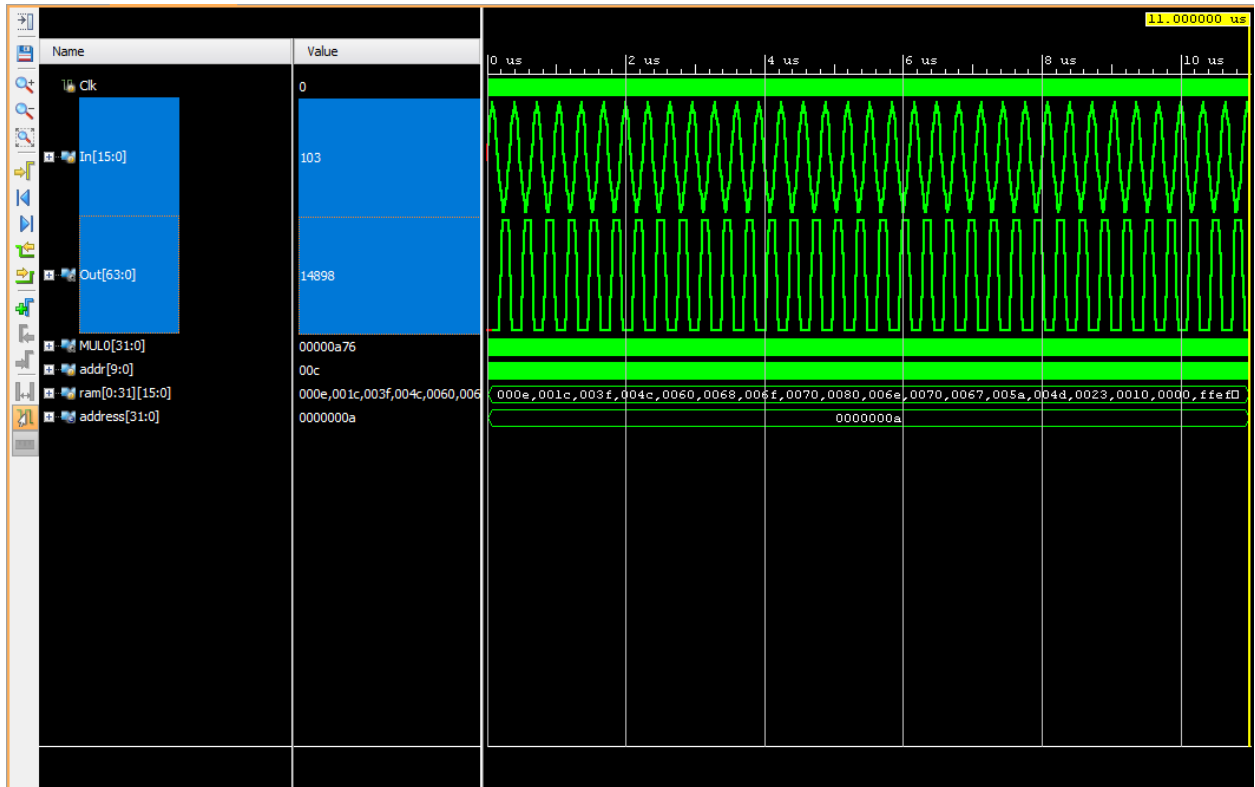 11.000000 us
Name Value
0 us 2 us 4 us 6 us 8 us 10 us
Clk 0
In[15:0] 103
Out[63:0] 14898
MUL0[31:0] 00000a76
addr[9:0] 00c
ram[0:31][15:0] 000e,001c,003f,004c,0060,006 000e,001c,003f,004c,0060,0068,006f,0070,0080,006e,0070,0067,005a,004d,0023,0010,0000,ffef
address[31:0] 0000000a 0000000a